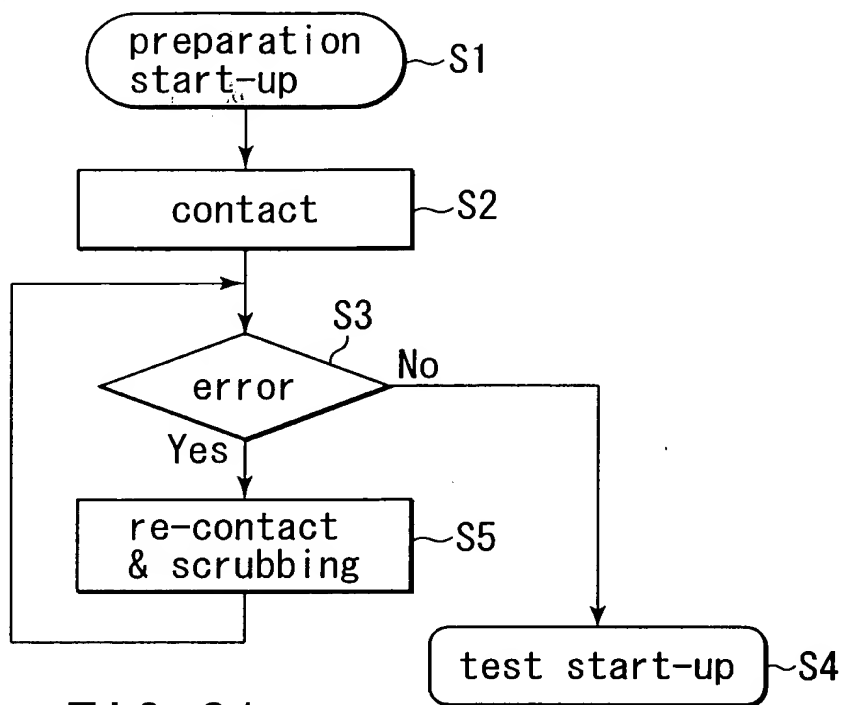 preparation
start-up
S1
contact
S2
S3
error
No
Yes
re-contact
& scrubbing
S5
test start-up
S4